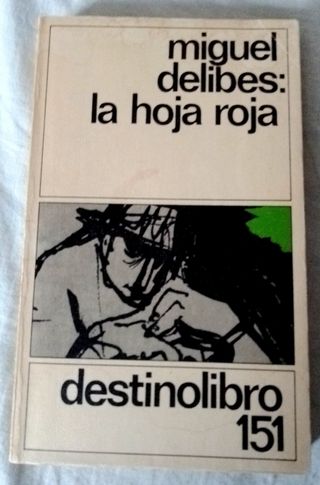 miguel
delibes:
la hoja roja
destinolibro
151